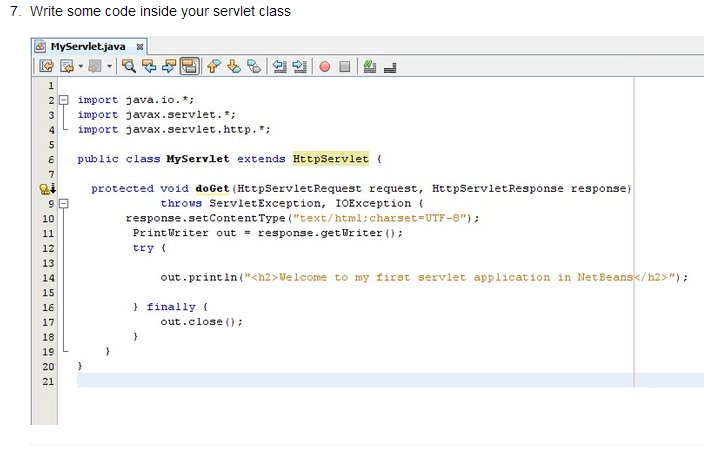 7. Write some code inside your servlet class
MyServlet.java
1
2 import java.io.*;
3 import javax.servlet.*;
4 import javax.servlet.http.*;
5
6 public class MyServlet extends HttpServlet {
7
protected void doGet(HttpServletRequest request, HttpServletResponse response)
9 throws ServletException, IOException {
10 response.setContentType("text/html;charset=UTF-8");
11 PrintWriter out = response.getWriter();
12 try {
13
14 out.println("<h2>Welcome to my first servlet application in NetBeans</h2>");
15
16 } finally {
17 out.close();
18 }
19 }
20 }
21